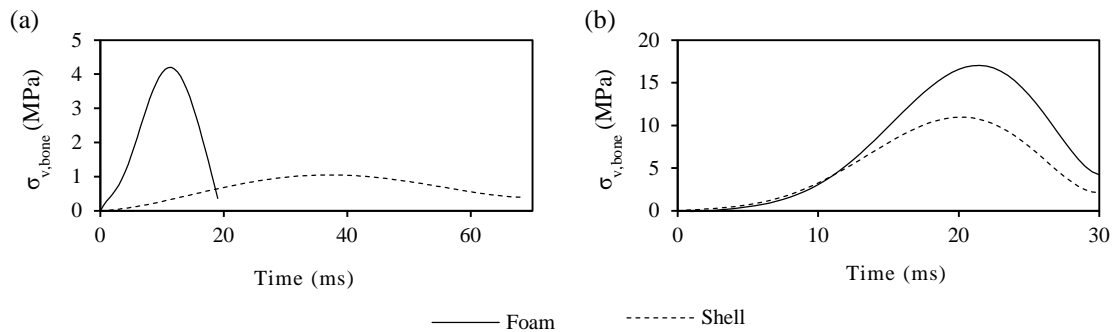 (a)
σv,bone (MPa)
5
4
3
2
1
0
0 20 40 60
Time (ms)
(b)
σv,bone (MPa)
20
15
10
5
0
0 10 20 30
Time (ms)
Foam Shell